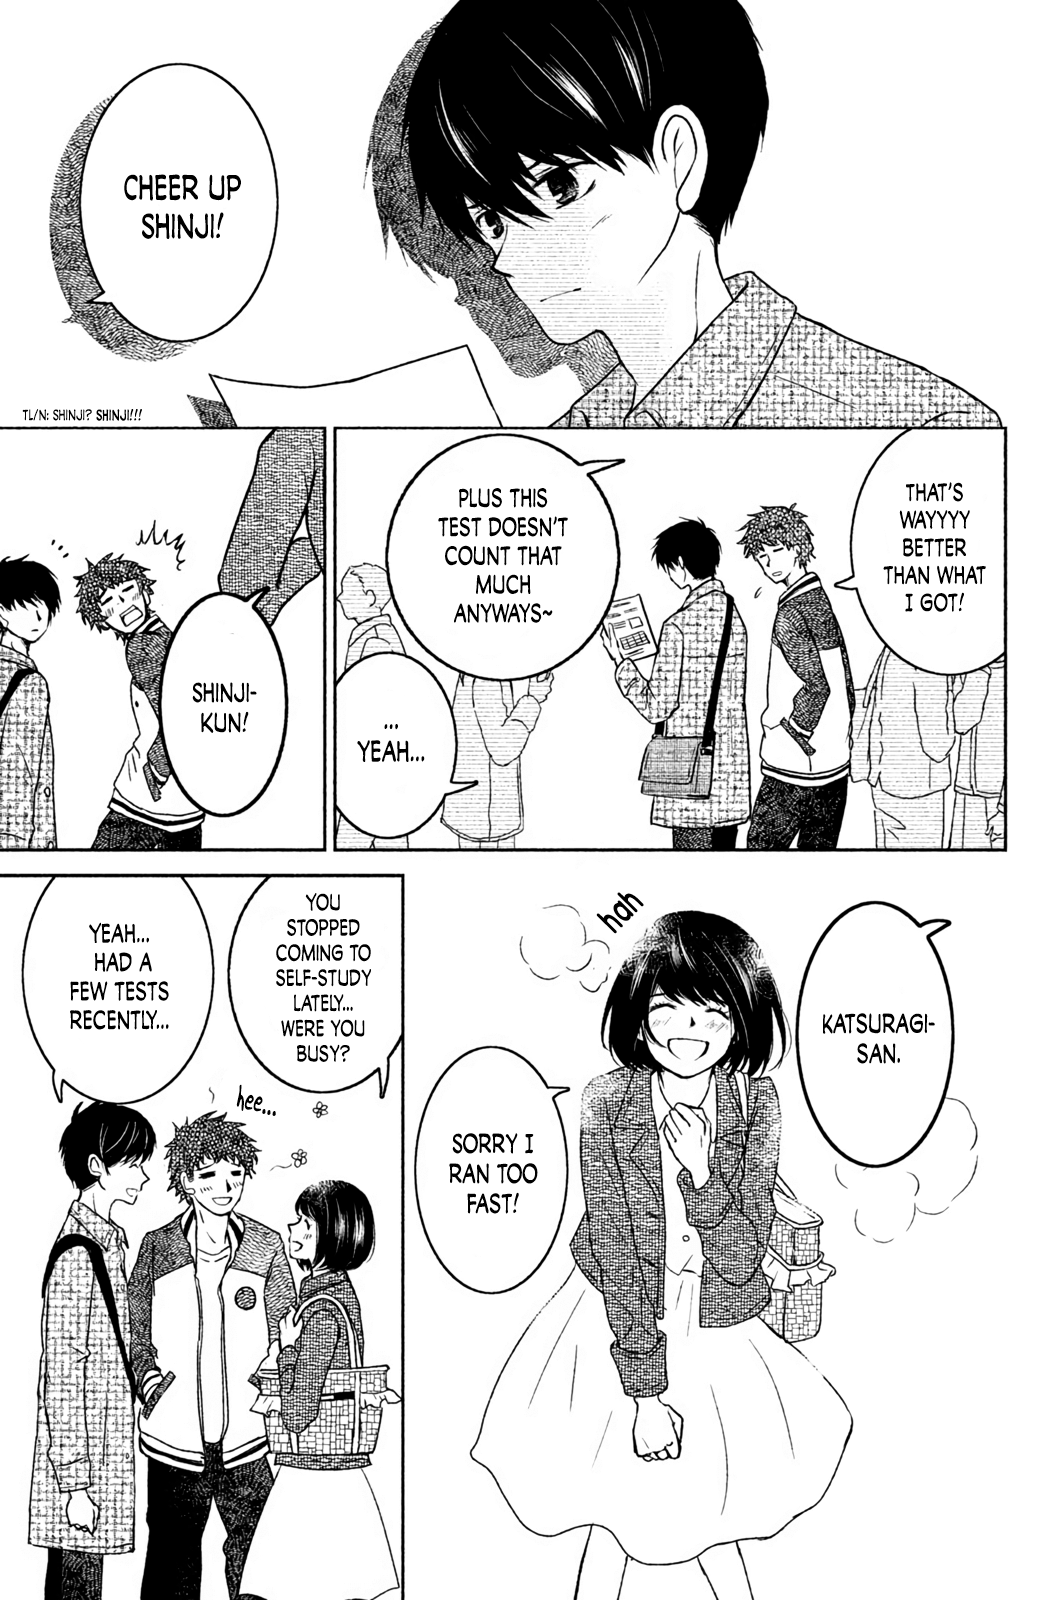 CHEER UP
SHINJI!
TL/N: SHINJI? SHINJI!!!
THAT'S
WAYYYY
BETTER
THAN WHAT
I GOT!
PLUS THIS
TEST DOESN'T
COUNT THAT
MUCH
ANYWAYS~
...
YEAH...
SHINJI-
KUN!
KATSURAGI-
SAN.
hah
SORRY I
RAN TOO
FAST!
YOU
STOPPED
COMING TO
SELF-STUDY
LATELY...
WERE YOU
BUSY?
YEAH...
HAD A
FEW TESTS
RECENTLY...
hee...